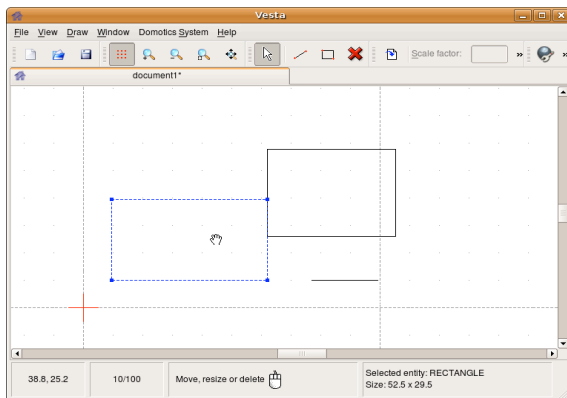 Vesta
File View Draw Window Domotics System Help
Scale factor: » »
document1*
38.8, 25.2
10/100
Move, resize or delete
Selected entity: RECTANGLE
Size: 52.5 x 29.5